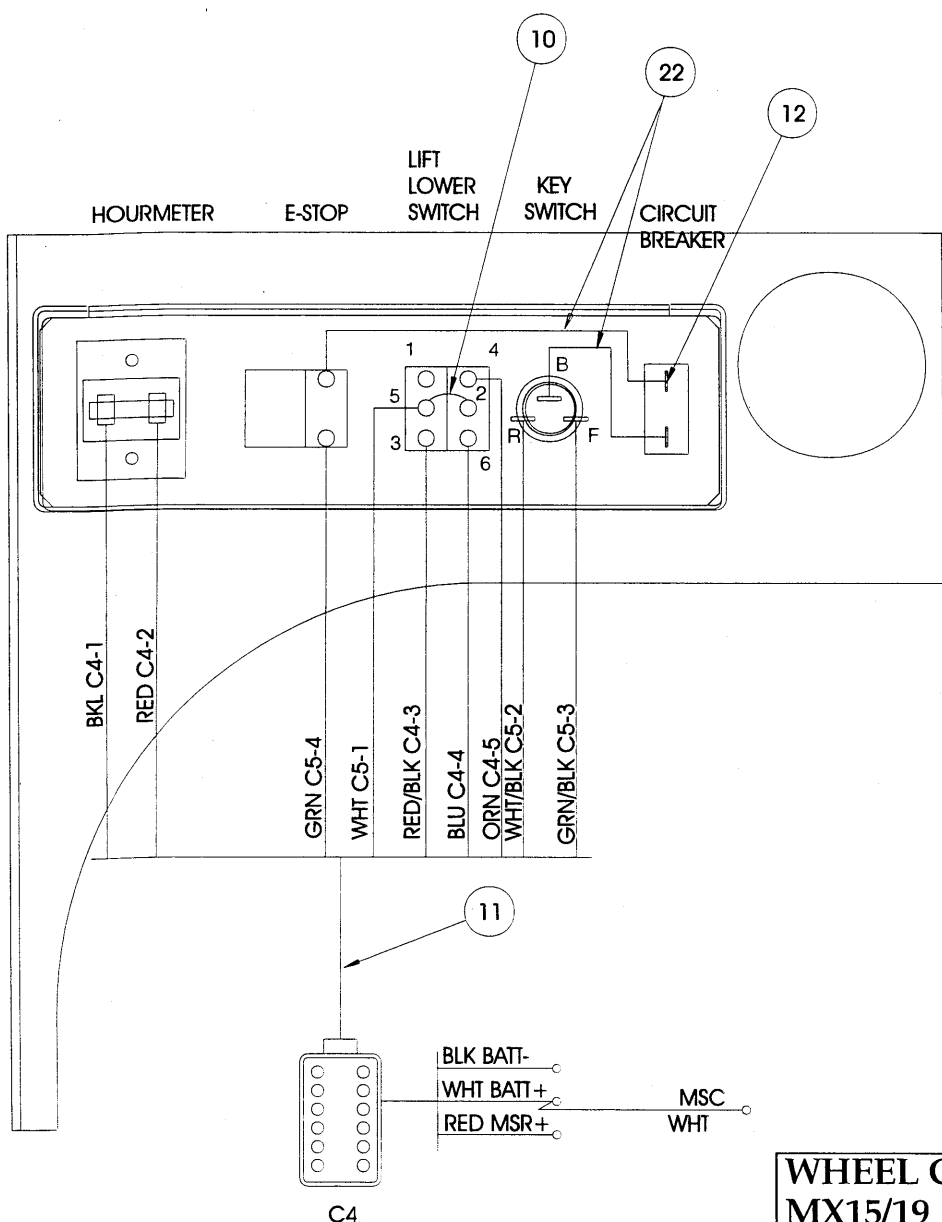 10
22
12
HOURMETER
E-STOP
LIFT
LOWER
SWITCH
KEY
SWITCH
CIRCUIT
BREAKER
1
4
B
5
2
3
R
F
6
BKL C4-1
RED C4-2
GRN C5-4
WHT C5-1
RED/BLK C4-3
BLU C4-4
ORN C4-5
WHT/BLK C5-2
GRN/BLK C5-3
11
BLK BATT-
WHT BATT+
RED MSR+
MSC
WHT
C4
WHEEL C
MX15/19